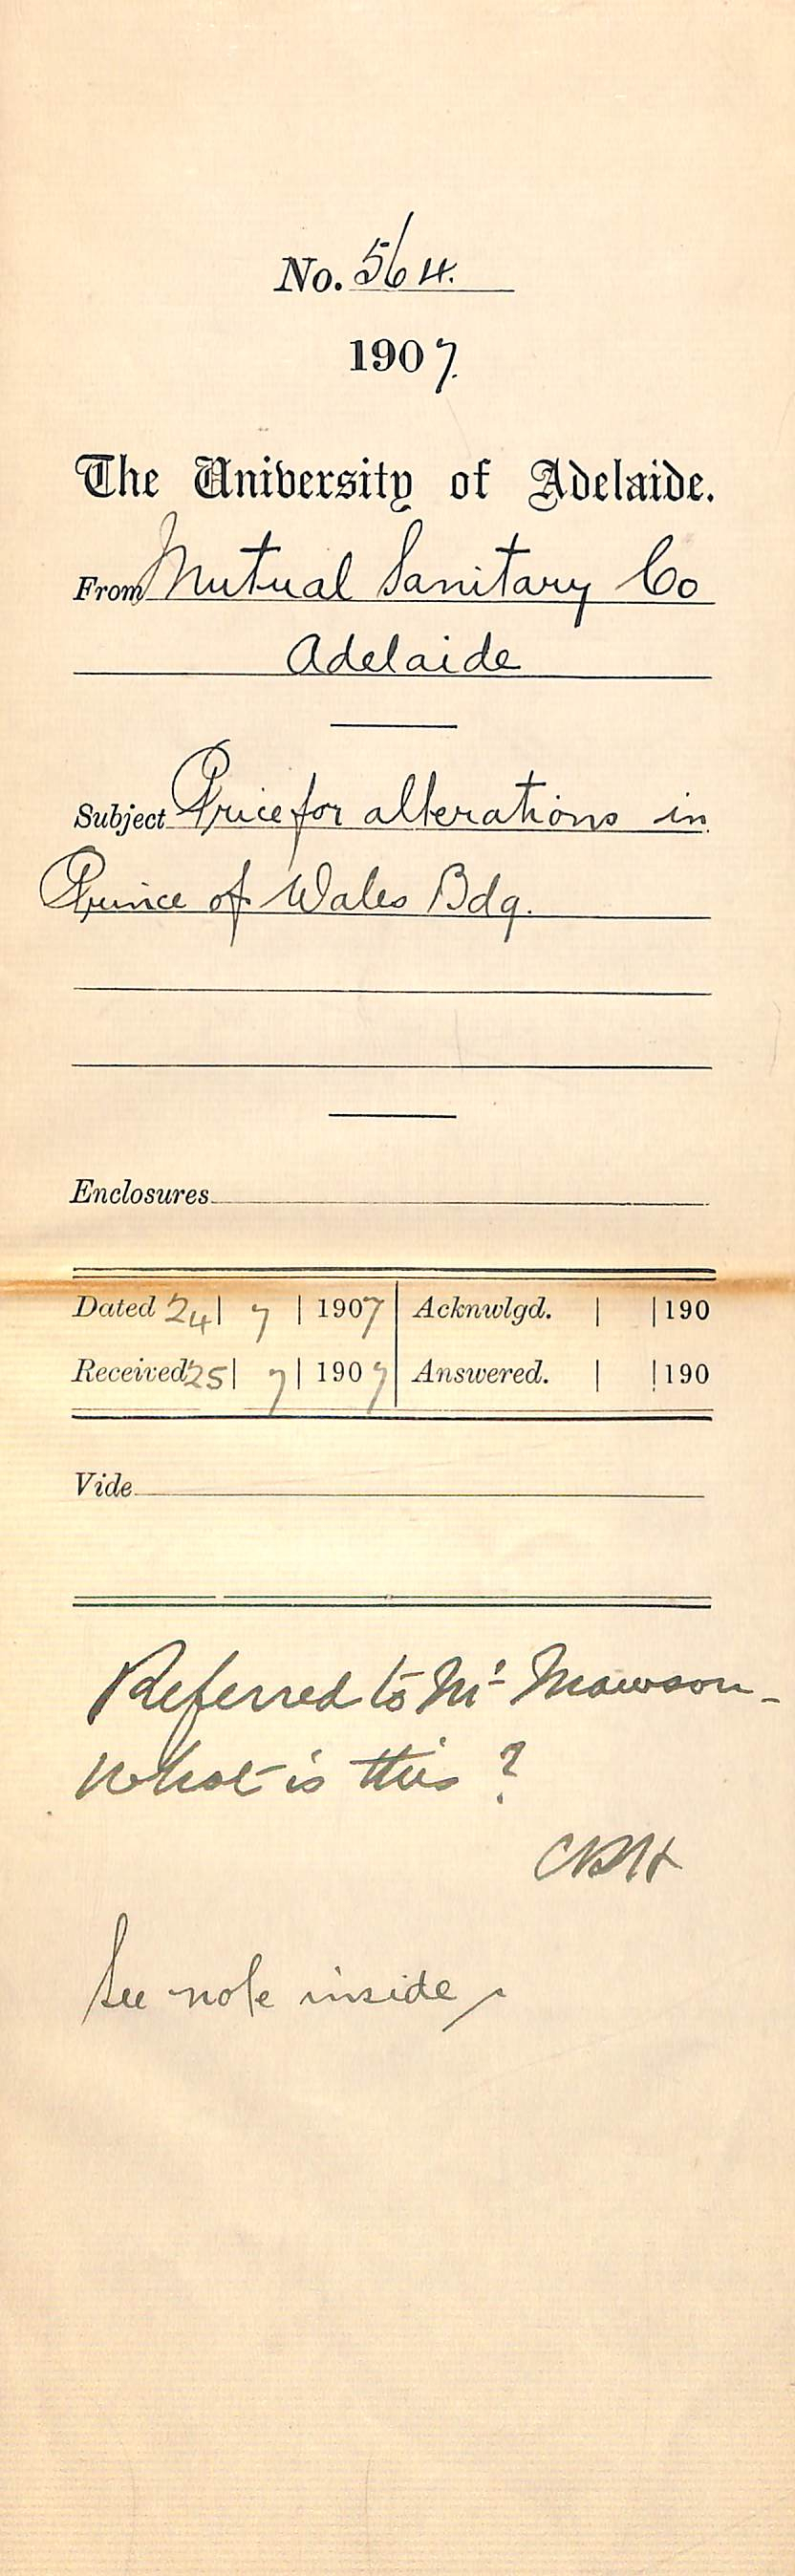 No. 564.
1907.
The University of Adelaide.
From Mutual Sanitary Co
Adelaide
Subject Price for alterations in
Prince of Wales Bdg.
Enclosures
Dated 24 | 7 | 1907 | Acknwlgd. | | 190
Received 25 | 7 | 1907 | Answered. | | 190
Vide
Referred to Mr Mawson -
What is this?
CRH
See note inside